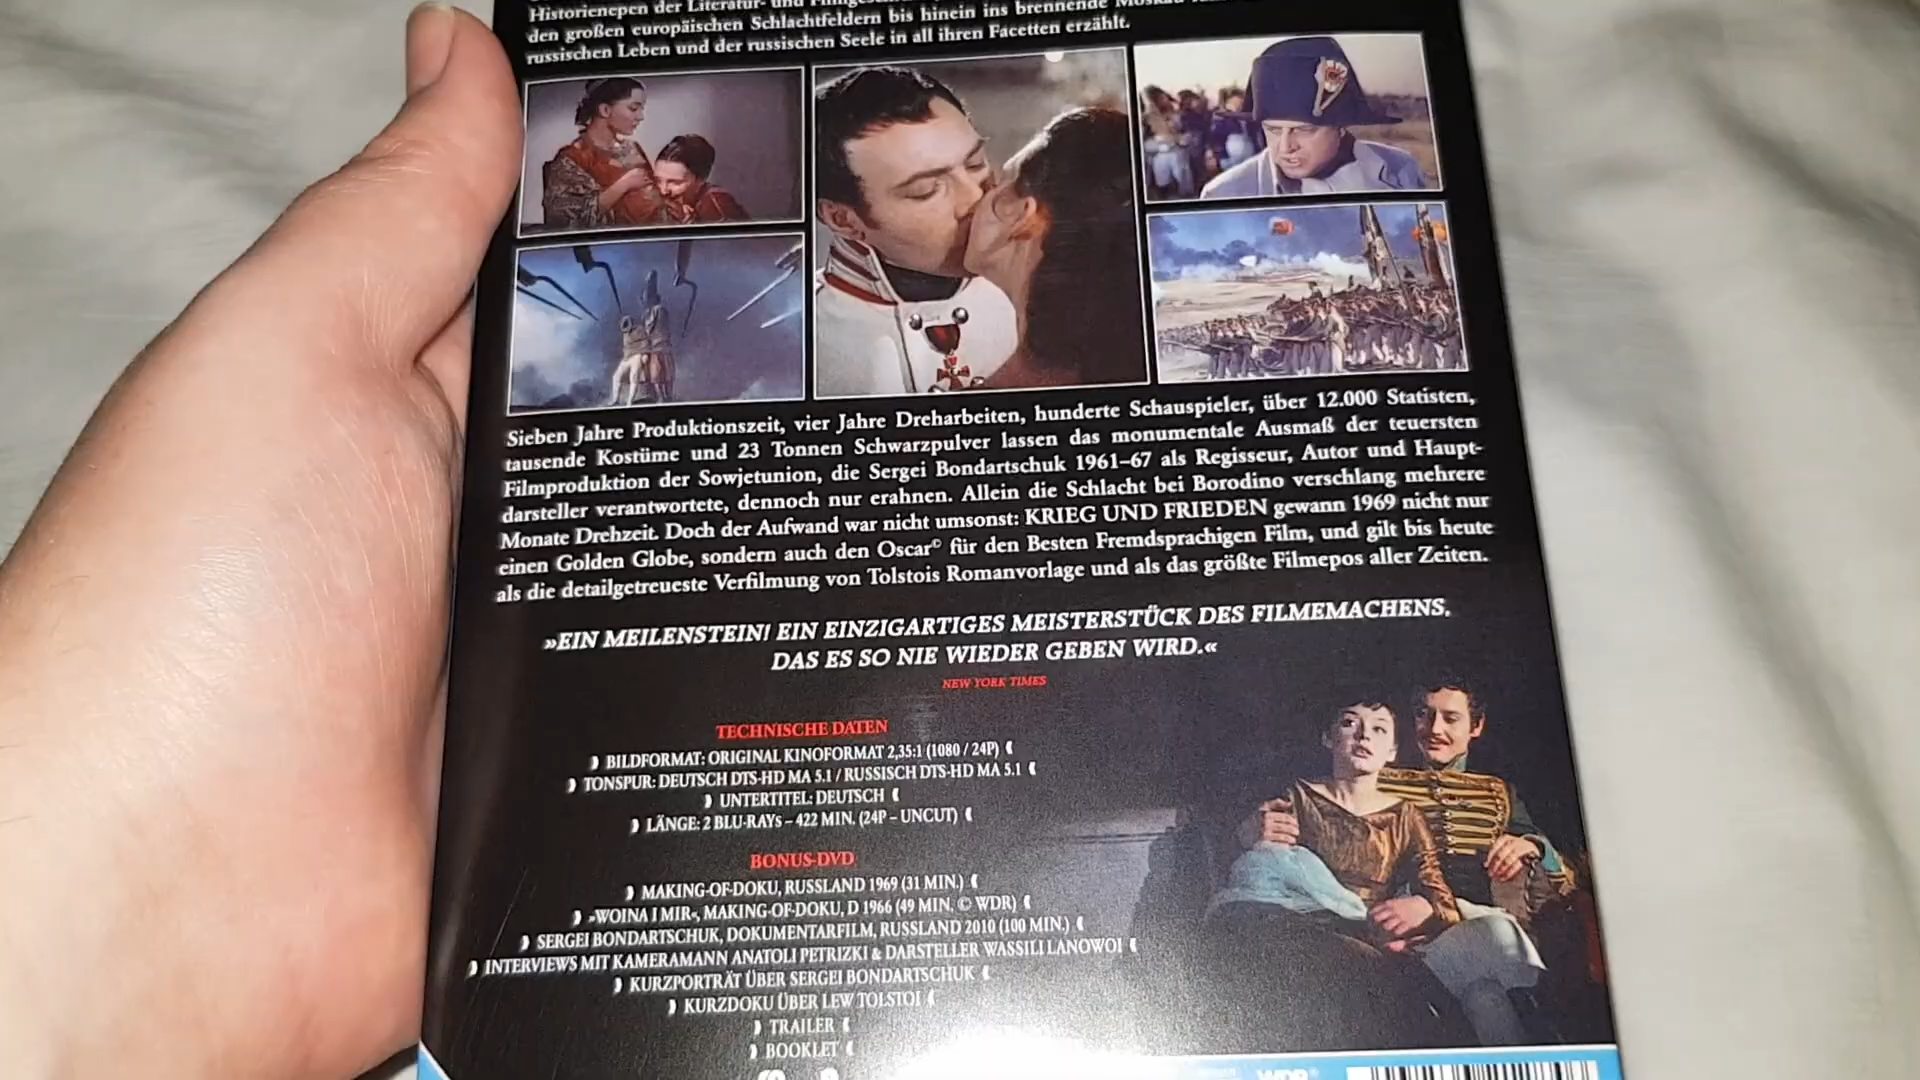 Historienepen der Literatur- und
den großen europäischen Schlachtfeldern bis hinein ins brennende Moskau
russischen Leben und der russischen Seele in all ihren Facetten erzählt.
Sieben Jahre Produktionszeit, vier Jahre Dreharbeiten, hunderte Schauspieler, über 12.000 Statisten,
tausende Kostüme und 23 Tonnen Schwarzpulver lassen das monumentale Ausmaß der teuersten
Filmproduktion der Sowjetunion, die Sergei Bondartschuk 1961–67 als Regisseur, Autor und Haupt-
darsteller verantwortete, dennoch nur erahnen. Allein die Schlacht bei Borodino verschlang mehrere
Monate Drehzeit. Doch der Aufwand war nicht umsonst: KRIEG UND FRIEDEN gewann 1969 nicht nur
einen Golden Globe, sondern auch den Oscar© für den Besten Fremdsprachigen Film, und gilt bis heute
als die detailgetreueste Verfilmung von Tolstois Romanvorlage und als das größte Filmepos aller Zeiten.
»EIN MEILENSTEIN! EIN EINZIGARTIGES MEISTERSTÜCK DES FILMEMACHENS,
DAS ES SO NIE WIEDER GEBEN WIRD.«
NEW YORK TIMES
TECHNISCHE DATEN
BILDFORMAT: ORIGINAL KINOFORMAT 2,35:1 (1080 / 24P)
TONSPUR: DEUTSCH DTS-HD MA 5.1 / RUSSISCH DTS-HD MA 5.1
UNTERTITEL: DEUTSCH
LÄNGE: 2 BLU-RAYS – 422 MIN. (24P – UNCUT)
BONUS-DVD
MAKING-OF-DOKU, RUSSLAND 1969 (31 MIN.)
»WOINA I MIR«, MAKING-OF-DOKU, D 1966 (49 MIN. © WDR)
SERGEI BONDARTSCHUK, DOKUMENTARFILM, RUSSLAND 2010 (100 MIN.)
INTERVIEWS MIT KAMERAMANN ANATOLI PETRIZKI & DARSTELLER WASSILI LANOWOI
KURZPORTRÄT ÜBER SERGEI BONDARTSCHUK
KURZDOKU ÜBER LEW TOLSTOI
TRAILER
BOOKLET
WDR